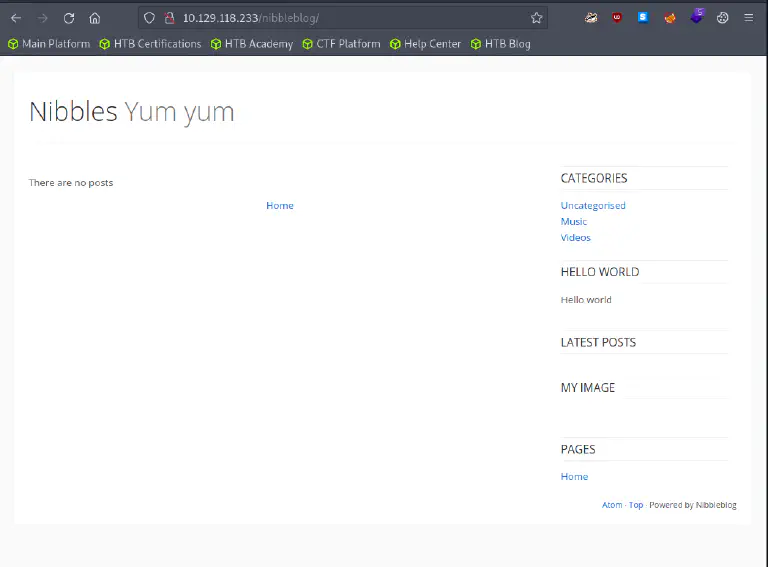 10.129.118.233/nibbleblog/
5
Main Platform HTB Certifications HTB Academy CTF Platform Help Center HTB Blog
Nibbles Yum yum
There are no posts
Home
CATEGORIES
Uncategorised
Music
Videos
HELLO WORLD
Hello world
LATEST POSTS
MY IMAGE
PAGES
Home
Atom · Top · Powered by Nibbleblog